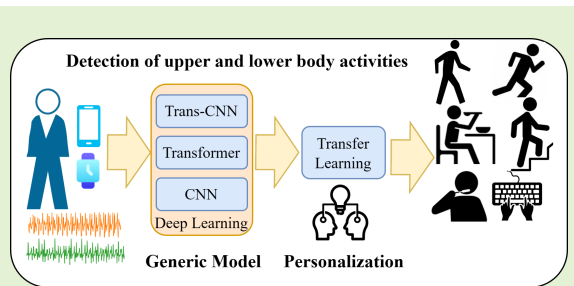 Detection of upper and lower body activities
Trans-CNN
Transformer
CNN
Deep Learning
Transfer
Learning
Generic Model
Personalization